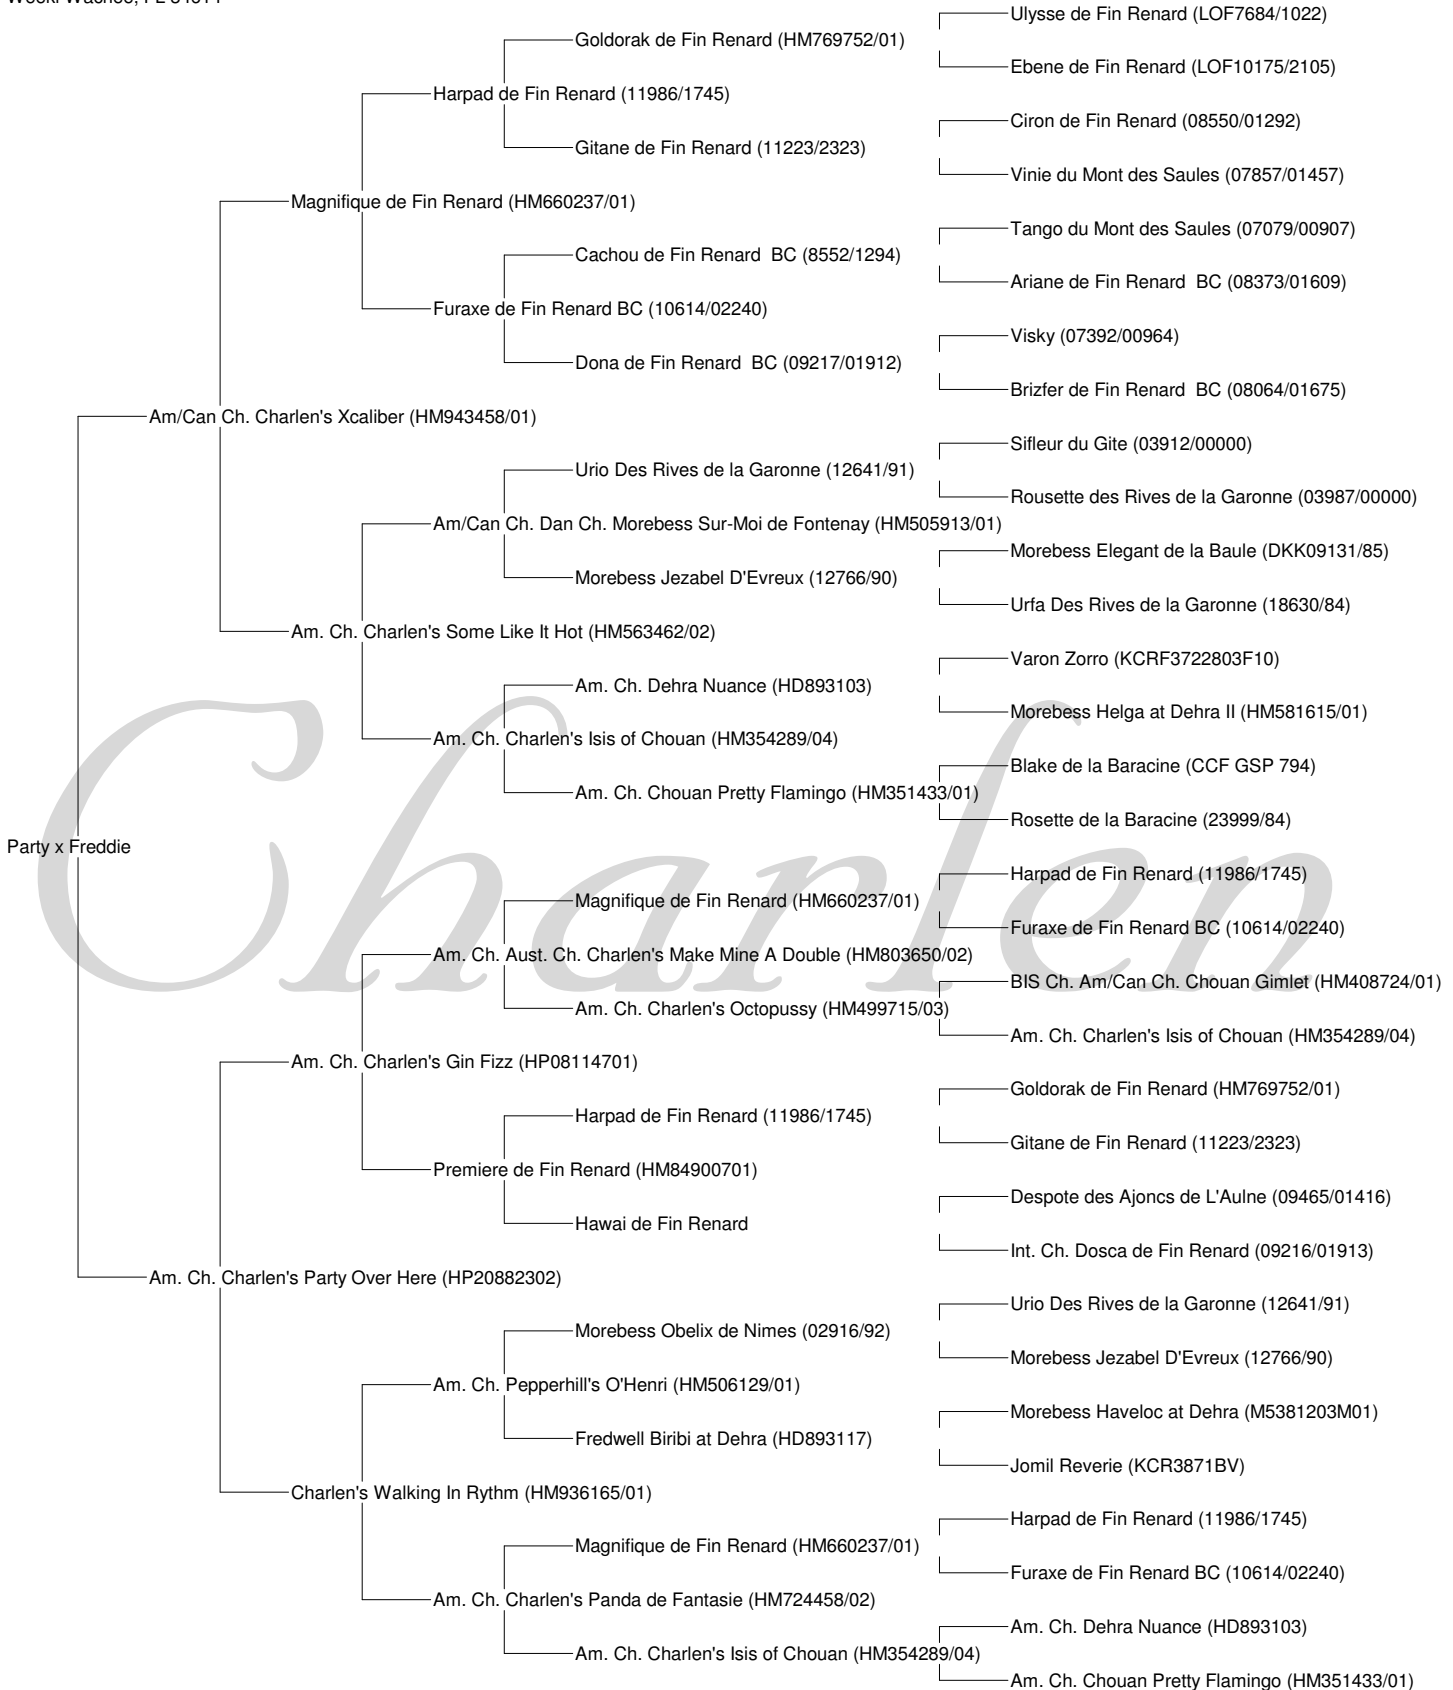 Ulysse de Fin Renard (LOF7684/1022)
Goldorak de Fin Renard (HM769752/01)
Ebene de Fin Renard (LOF10175/2105)
Harpad de Fin Renard (11986/1745)
Ciron de Fin Renard (08550/01292)
Gitane de Fin Renard (11223/2323)
Vinie du Mont des Saules (07857/01457)
Magnifique de Fin Renard (HM660237/01)
Tango du Mont des Saules (07079/00907)
Cachou de Fin Renard  BC (8552/1294)
Ariane de Fin Renard  BC (08373/01609)
Furaxe de Fin Renard BC (10614/02240)
Visky (07392/00964)
Dona de Fin Renard  BC (09217/01912)
Brizfer de Fin Renard  BC (08064/01675)
Am/Can Ch. Charlen's Xcaliber (HM943458/01)
Sifleur du Gite (03912/00000)
Urio Des Rives de la Garonne (12641/91)
Rousette des Rives de la Garonne (03987/00000)
Am/Can Ch. Dan Ch. Morebess Sur-Moi de Fontenay (HM505913/01)
Morebess Elegant de la Baule (DKK09131/85)
Morebess Jezabel D'Evreux (12766/90)
Urfa Des Rives de la Garonne (18630/84)
Am. Ch. Charlen's Some Like It Hot (HM563462/02)
Varon Zorro (KCRF3722803F10)
Am. Ch. Dehra Nuance (HD893103)
Morebess Helga at Dehra II (HM581615/01)
Am. Ch. Charlen's Isis of Chouan (HM354289/04)
Blake de la Baracine (CCF GSP 794)
Am. Ch. Chouan Pretty Flamingo (HM351433/01)
Rosette de la Baracine (23999/84)
Party x Freddie
Charlen
Harpad de Fin Renard (11986/1745)
Magnifique de Fin Renard (HM660237/01)
Furaxe de Fin Renard BC (10614/02240)
Am. Ch. Aust. Ch. Charlen's Make Mine A Double (HM803650/02)
BIS Ch. Am/Can Ch. Chouan Gimlet (HM408724/01)
Am. Ch. Charlen's Octopussy (HM499715/03)
Am. Ch. Charlen's Isis of Chouan (HM354289/04)
Am. Ch. Charlen's Gin Fizz (HP08114701)
Goldorak de Fin Renard (HM769752/01)
Harpad de Fin Renard (11986/1745)
Gitane de Fin Renard (11223/2323)
Premiere de Fin Renard (HM84900701)
Despote des Ajoncs de L'Aulne (09465/01416)
Hawai de Fin Renard
Int. Ch. Dosca de Fin Renard (09216/01913)
Am. Ch. Charlen's Party Over Here (HP20882302)
Urio Des Rives de la Garonne (12641/91)
Morebess Obelix de Nimes (02916/92)
Morebess Jezabel D'Evreux (12766/90)
Am. Ch. Pepperhill's O'Henri (HM506129/01)
Morebess Haveloc at Dehra (M5381203M01)
Fredwell Biribi at Dehra (HD893117)
Jomil Reverie (KCR3871BV)
Charlen's Walking In Rythm (HM936165/01)
Harpad de Fin Renard (11986/1745)
Magnifique de Fin Renard (HM660237/01)
Furaxe de Fin Renard BC (10614/02240)
Am. Ch. Charlen's Panda de Fantasie (HM724458/02)
Am. Ch. Dehra Nuance (HD893103)
Am. Ch. Charlen's Isis of Chouan (HM354289/04)
Am. Ch. Chouan Pretty Flamingo (HM351433/01)